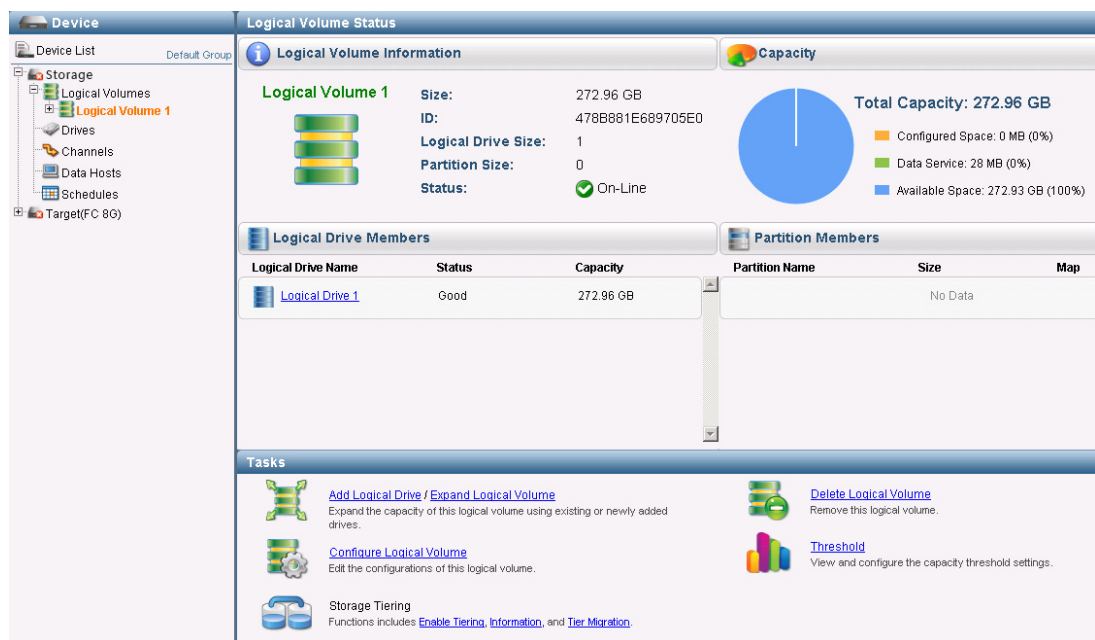 Device
Device List Default Group
Storage
Logical Volumes
Logical Volume 1
Drives
Channels
Data Hosts
Schedules
Target(FC 8G)
Logical Volume Status
Logical Volume Information
Logical Volume 1
Size: 272.96 GB
ID: 478B881E689705E0
Logical Drive Size: 1
Partition Size: 0
Status: On-Line
Capacity
Total Capacity: 272.96 GB
Configured Space: 0 MB (0%)
Data Service: 28 MB (0%)
Available Space: 272.93 GB (100%)
Logical Drive Members
Logical Drive Name Status Capacity
Logical Drive 1 Good 272.96 GB
Partition Members
Partition Name Size Map
No Data
Tasks
Add Logical Drive / Expand Logical Volume
Expand the capacity of this logical volume using existing or newly added
drives.
Configure Logical Volume
Edit the configurations of this logical volume.
Storage Tiering
Functions includes Enable Tiering, Information, and Tier Migration.
Delete Logical Volume
Remove this logical volume.
Threshold
View and configure the capacity threshold settings.